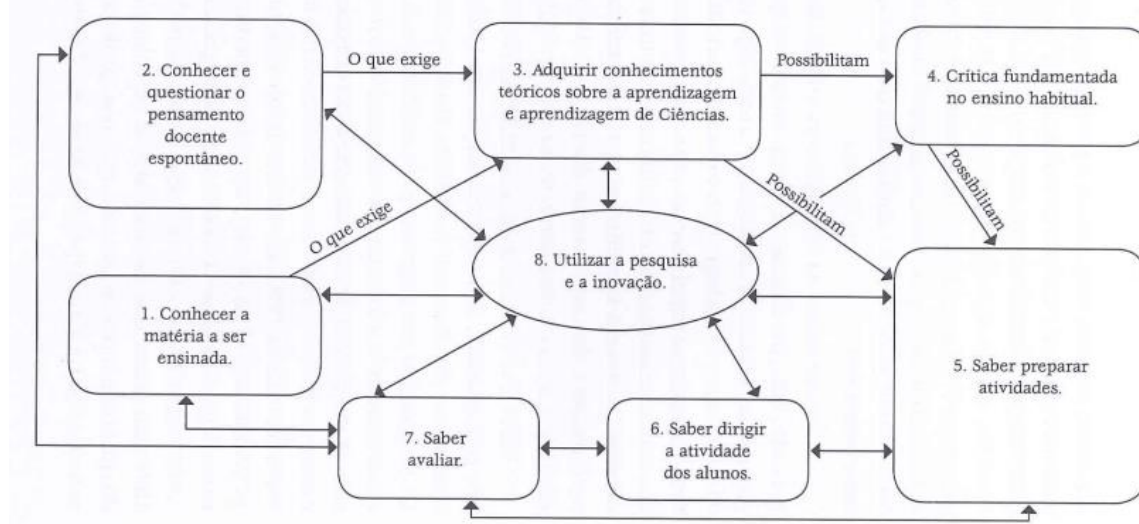 2. Conhecer e
questionar o
pensamento
docente
espontâneo.
O que exige
3. Adquirir conhecimentos
teóricos sobre a aprendizagem
e aprendizagem de Ciências.
Possibilitam
4. Crítica fundamentada
no ensino habitual.
O que exige
Possibilitam
Possibilitam
8. Utilizar a pesquisa
e a inovação.
1. Conhecer a
matéria a ser
ensinada.
5. Saber preparar
atividades.
7. Saber
avaliar.
6. Saber dirigir
a atividade
dos alunos.